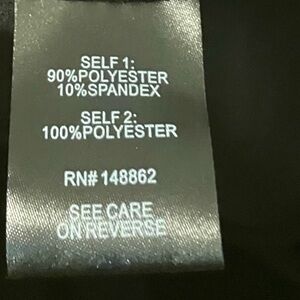 SELF 1:
90%POLYESTER
10%SPANDEX
SELF 2:
100%POLYESTER
RN# 148862
SEE CARE
ON REVERSE